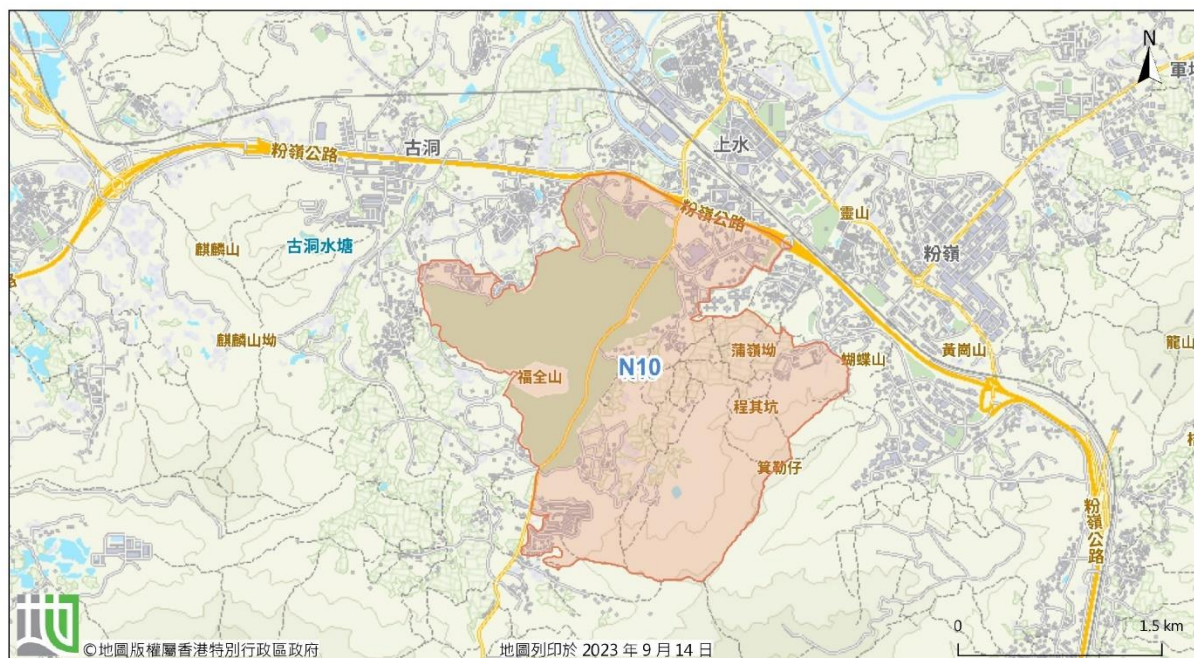 N
軍地
粉嶺公路
古洞
上水
粉嶺公路
靈山
麒麟山
古洞水塘
粉嶺
麒麟山坳
蒲嶺坳
蝴蝶山
黃崗山
龍山
福全山
N10
程其坑
箕勒仔
粉嶺公路
0
1.5 km
©地圖版權屬香港特別行政區政府
地圖列印於 2023 年 9 月 14 日